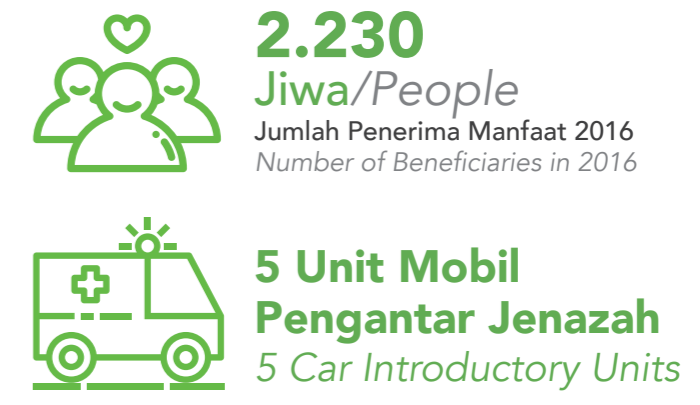 2.230
Jiwa/People
Jumlah Penerima Manfaat 2016
Number of Beneficiaries in 2016
5 Unit Mobil
Pengantar Jenazah
5 Car Introductory Units